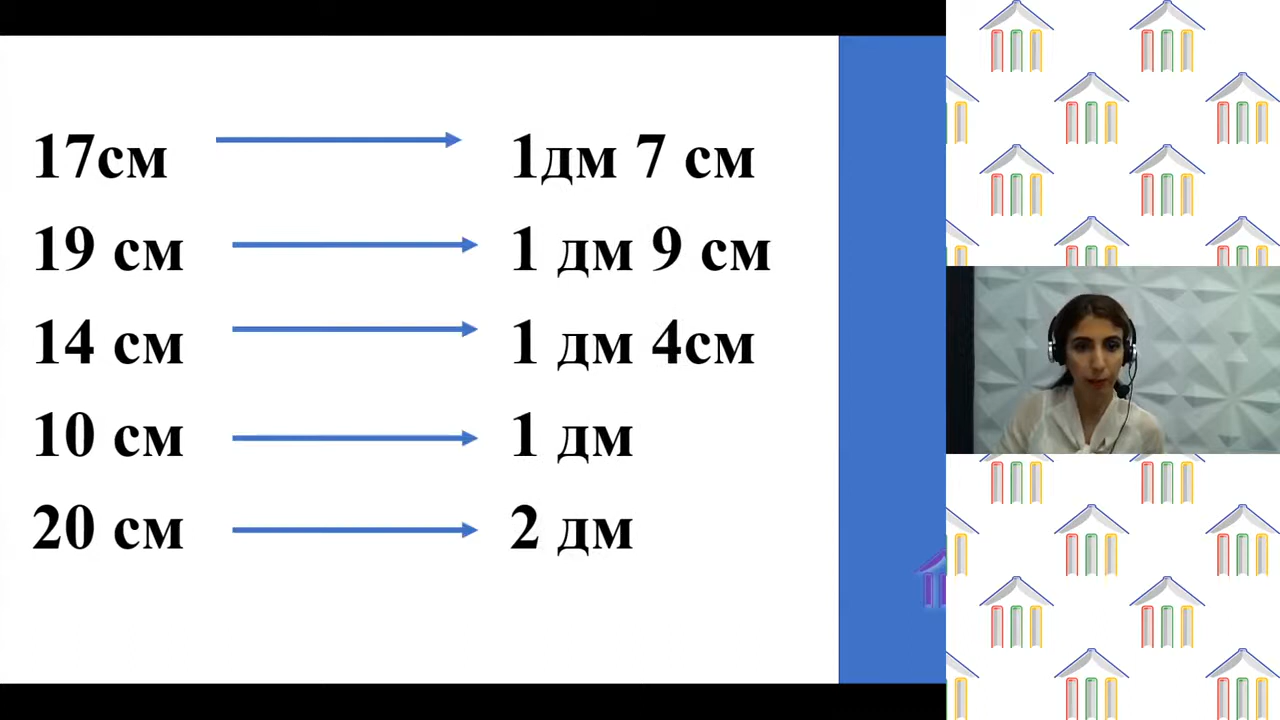 17см 1дм 7 см
19 см 1 дм 9 см
14 см 1 дм 4см
10 см 1 дм
20 см 2 дм